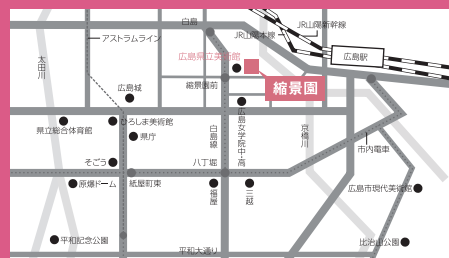 白島
JR山陽新幹線
JR山陽本線
アストラムライン
太田川
広島県立美術館
広島駅
広島城
縮景園前
縮景園
県立総合体育館
ひろしま美術館
県庁
白島線
広島女学院中・高
京橋川
市内電車
そごう
八丁堀
原爆ドーム
紙屋町東
福屋
三越
広島市現代美術館
平和記念公園
平和大通り
比治山公園